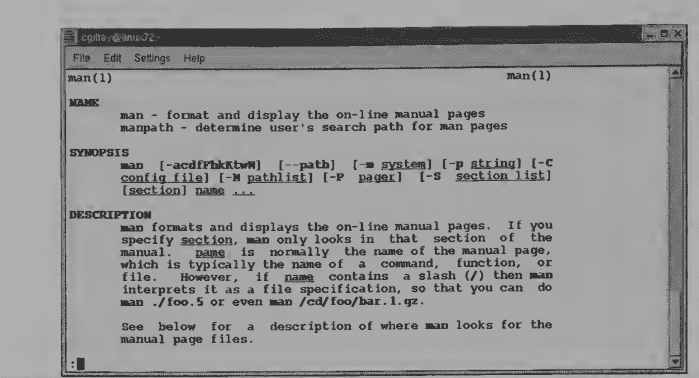 cgillay@linux72:~
File Edit Settings Help
man(1) man(1)
NAME
man - format and display the on-line manual pages
manpath - determine user's search path for man pages
SYNOPSIS
man [-acdfFhkKtwW] [--path] [-m system] [-p string] [-C
config_file] [-M pathlist] [-P pager] [-S section_list]
[section] name ...
DESCRIPTION
man formats and displays the on-line manual pages. If you
specify section, man only looks in that section of the
manual. name is normally the name of the manual page,
which is typically the name of a command, function, or
file. However, if name contains a slash (/) then man
interprets it as a file specification, so that you can do
man ./foo.5 or even man /cd/foo/bar.1.gz.
See below for a description of where man looks for the
manual page files.
: